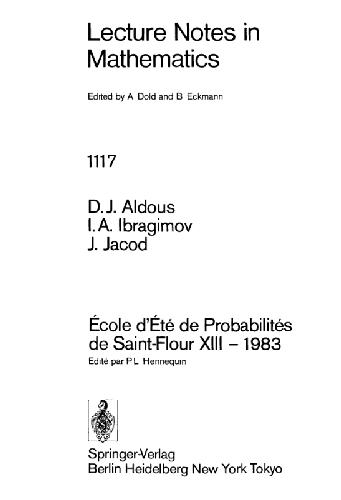 Lecture Notes in
Mathematics
Edited by A. Dold and B. Eckmann
1117
D.J. Aldous
I.A. Ibragimov
J. Jacod
École d'Été de Probabilités
de Saint-Flour XIII – 1983
Edité par P.L. Hennequin
Springer-Verlag
Berlin Heidelberg New York Tokyo